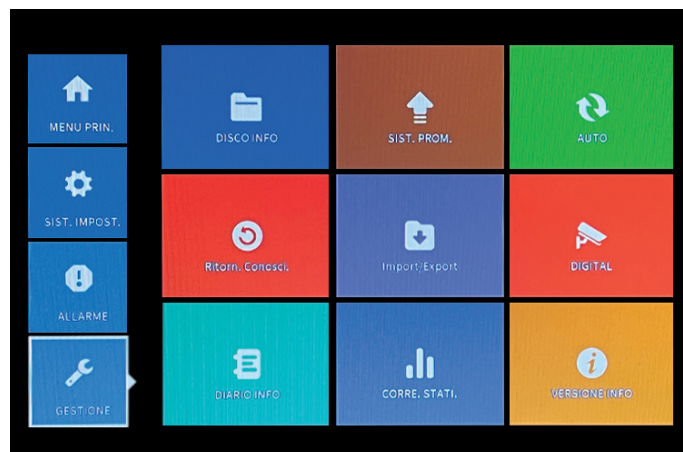 MENU PRIN.
SIST. IMPOST.
ALLARME
GESTIONE
DISCO INFO
SIST. PROM.
AUTO
Ritorn. Conosci.
Import/Export
DIGITAL
DIARIO INFO
CORRE. STATI.
VERSIONE INFO